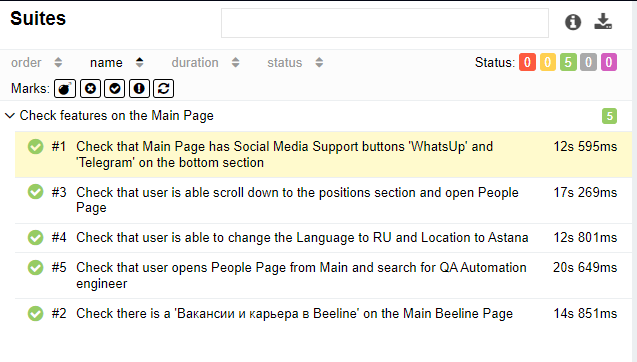 Suites
order name duration status Status: 0 0 5 0 0
Marks:
Check features on the Main Page 5
#1 Check that Main Page has Social Media Support buttons 'WhatsUp' and 12s 595ms
'Telegram' on the bottom section
#3 Check that user is able scroll down to the positions section and open People 17s 269ms
Page
#4 Check that user is able to change the Language to RU and Location to Astana 12s 801ms
#5 Check that user opens People Page from Main and search for QA Automation 20s 649ms
engineer
#2 Check there is a 'Вакансии и карьера в Beeline' on the Main Beeline Page 14s 851ms